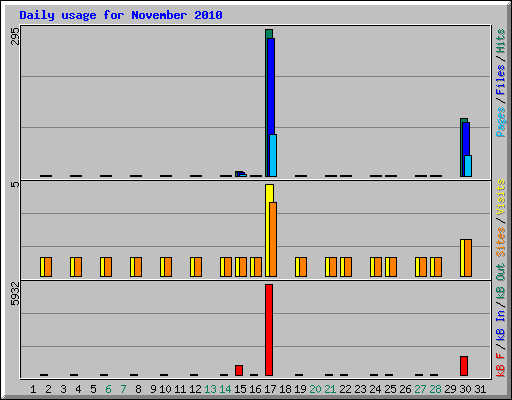 Daily usage for November 2010
295
Pages / Files / Hits
5
Sites / Visits
5932
kB F / kB In / kB Out
1 2 3 4 5 6 7 8 9 10 11 12 13 14 15 16 17 18 19 20 21 22 23 24 25 26 27 28 29 30 31